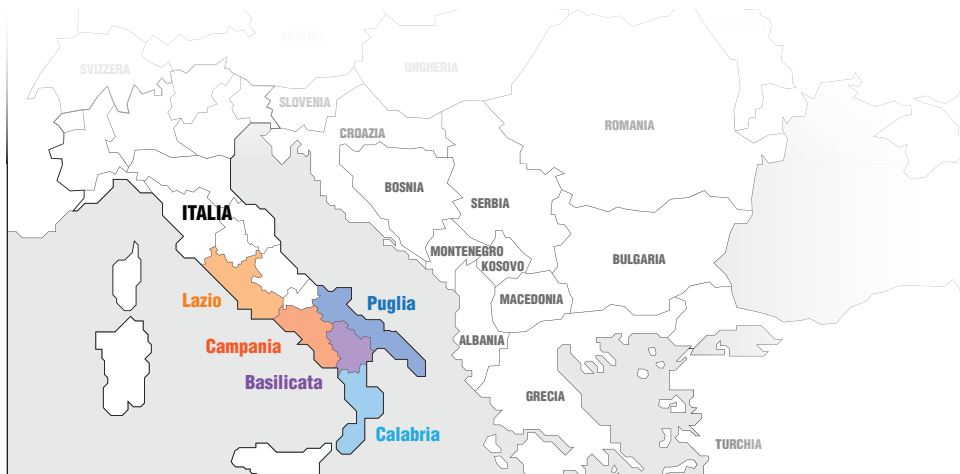 AUSTRIA
SVIZZERA
UNGHERIA
SLOVENIA
ROMANIA
CROAZIA
BOSNIA
SERBIA
ITALIA
MONTENEGRO
KOSOVO
BULGARIA
Lazio
Puglia
MACEDONIA
Campania
ALBANIA
Basilicata
GRECIA
Calabria
TURCHIA